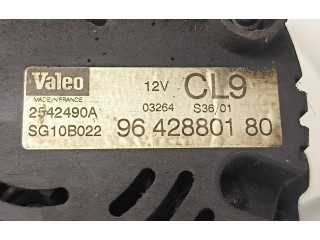 Valeo 12V CL9
MADE IN FRANCE 03264 S36/01
2542490A
SG10B022 96 428801 80